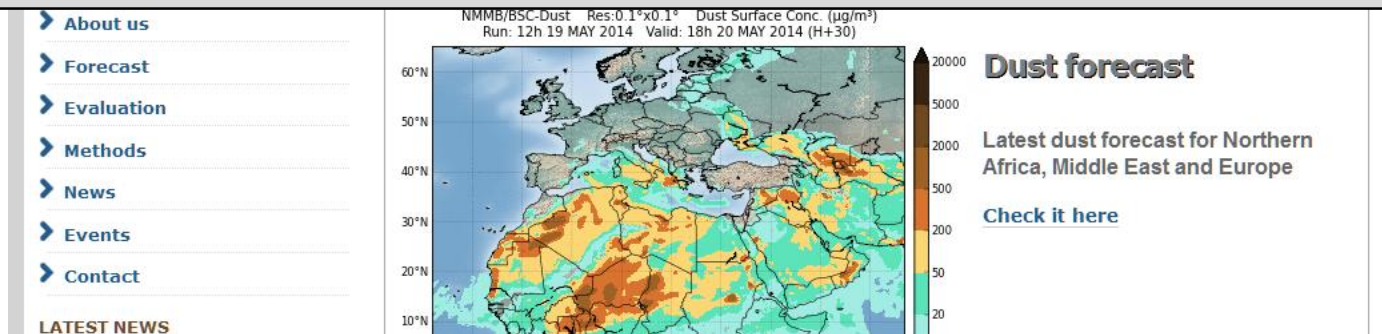 About us
Forecast
Evaluation
Methods
News
Events
Contact
LATEST NEWS
NMMB/BSC-Dust Res:0.1°x0.1° Dust Surface Conc. (µg/m³)
Run: 12h 19 MAY 2014 Valid: 18h 20 MAY 2014 (H+30)
60°N
50°N
40°N
30°N
20°N
10°N
20000
5000
2000
500
200
50
20
Dust forecast
Latest dust forecast for Northern
Africa, Middle East and Europe
Check it here